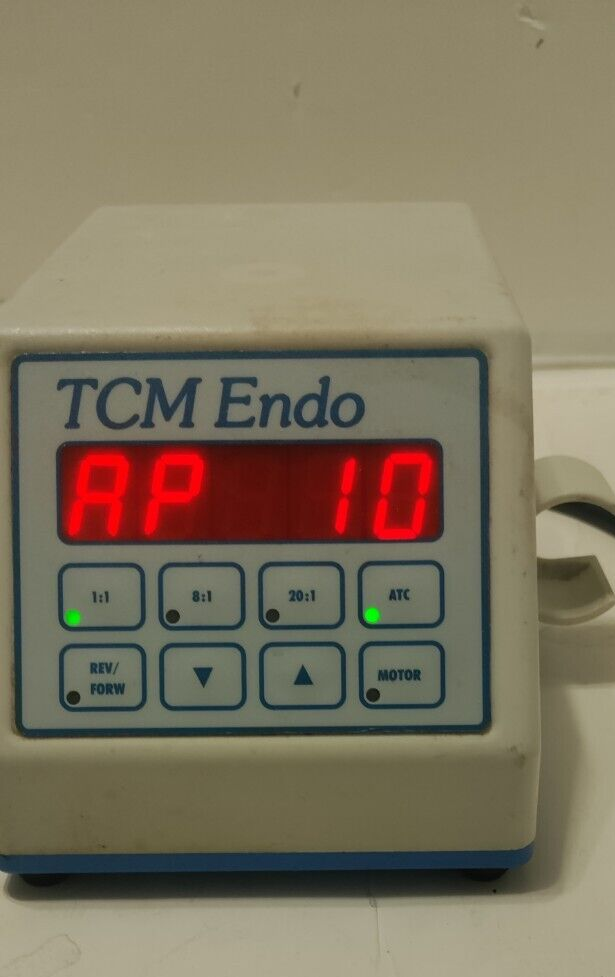 TCM Endo
AP 10
1:1 8:1 20:1 ATC
REV/ FORW ▼ ▲ MOTOR